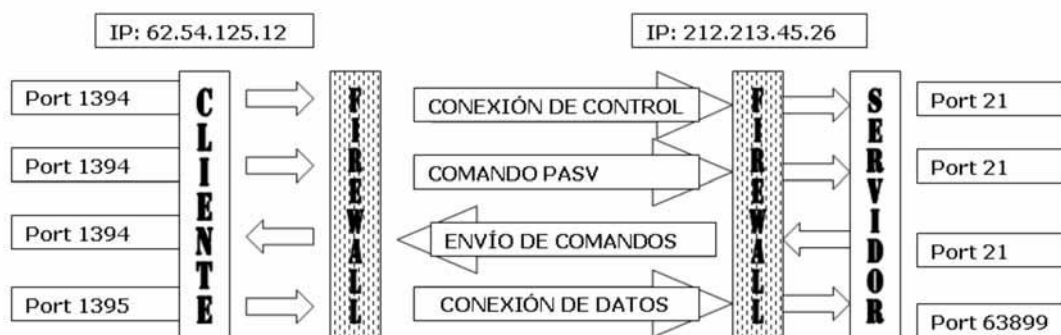 IP: 62.54.125.12
IP: 212.213.45.26
Port 1394
CONEXIÓN DE CONTROL
Port 21
Port 1394
COMANDO PASV
Port 21
Port 1394
ENVÍO DE COMANDOS
Port 21
Port 1395
CONEXIÓN DE DATOS
Port 63899
CLIENTE
FIREWALL
FIREWALL
SERVIDOR